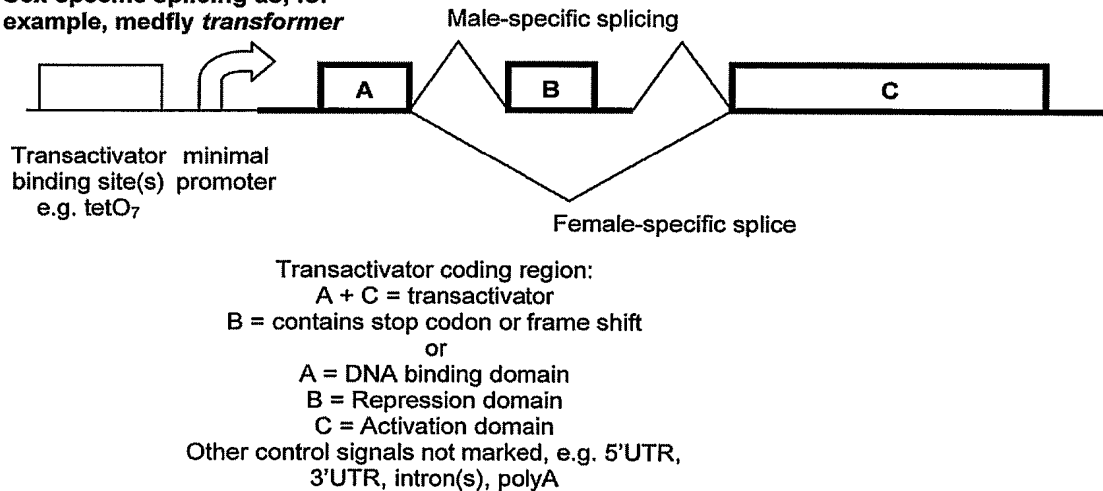 example, medfly transformer
Male-specific splicing
A
B
C
Transactivator minimal
binding site(s) promoter
e.g. tetO₇
Female-specific splice
Transactivator coding region:
A + C = transactivator
B = contains stop codon or frame shift
or
A = DNA binding domain
B = Repression domain
C = Activation domain
Other control signals not marked, e.g. 5'UTR,
3'UTR, intron(s), polyA